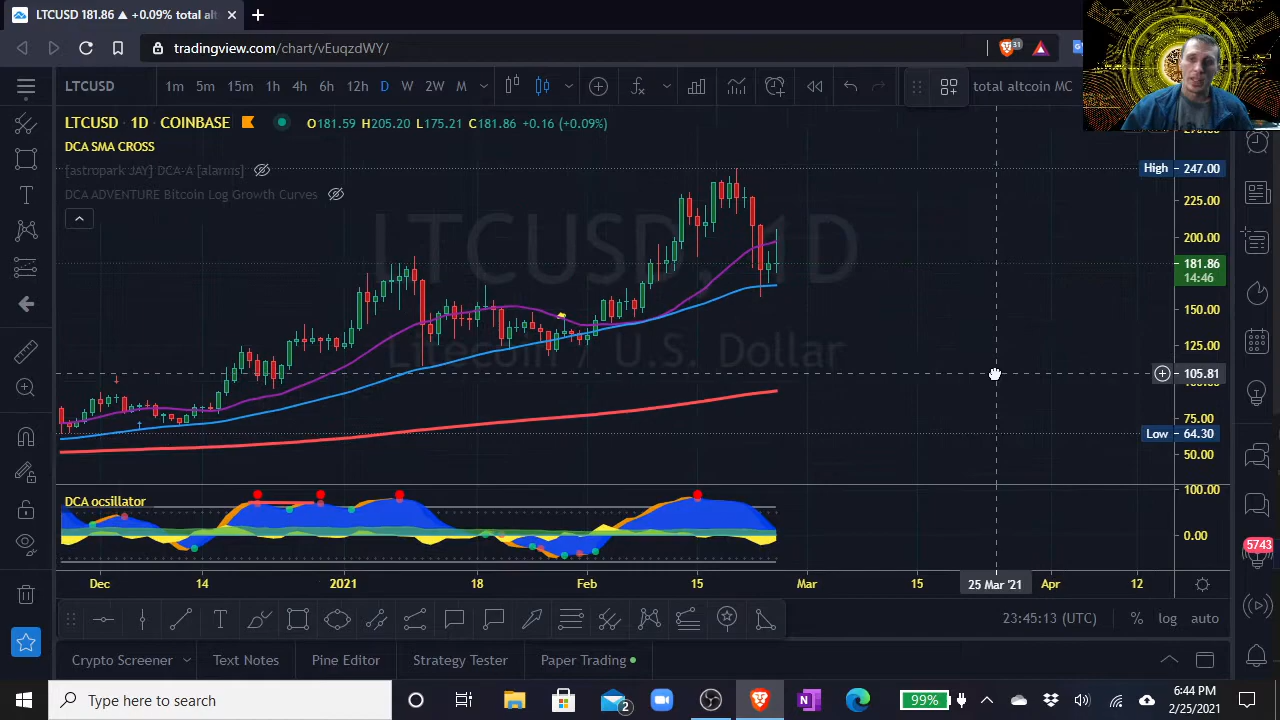 LTCUSD 181.86 ▲ +0.09% total alt
tradingview.com/chart/vEuqzdWY/
31
LTCUSD 1m 5m 15m 1h 4h 6h 12h D W 2W M total altcoin MC
LTCUSD · 1D · COINBASE O181.59 H205.20 L175.21 C181.86 +0.16 (+0.09%)
DCA SMA CROSS
[astropark JAY] DCA-A [alarms]
DCA ADVENTURE Bitcoin Log Growth Curves
LTCUSD, 1D
Litecoin / U.S. Dollar
High 247.00
225.00
200.00
181.86
14:46
150.00
125.00
105.81
75.00
Low 64.30
50.00
DCA ocsillator
100.00
0.00
5743
Dec 14 2021 18 Feb 15 Mar 15 25 Mar '21 Apr 12
23:45:13 (UTC) % log auto
Crypto Screener Text Notes Pine Editor Strategy Tester Paper Trading
Type here to search
2
99%
6:44 PM
2/25/2021